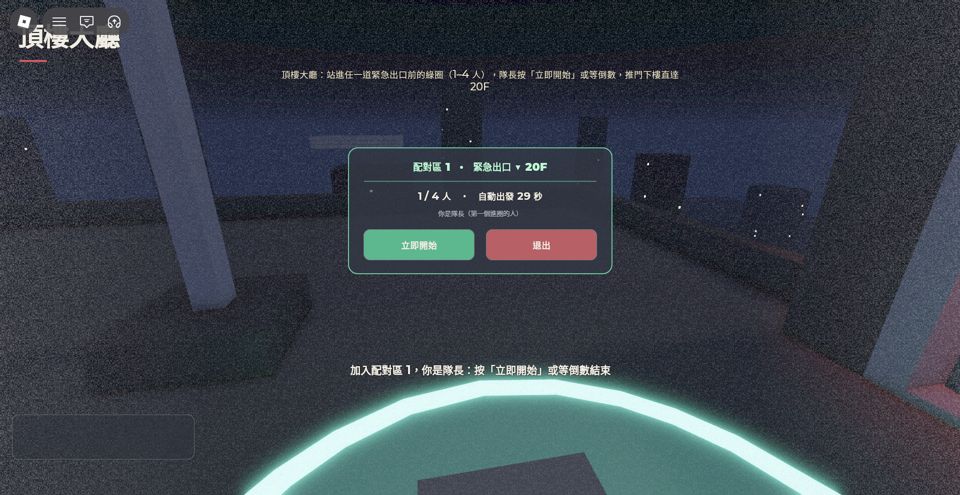 頂樓大廳
頂樓大廳：站進任一道緊急出口前的綠圈（1–4 人），隊長按「立即開始」或等倒數，推門下樓直達
20F
配對區 1 • 緊急出口 ▼ 20F
1 / 4 人 • 自動出發 29 秒
你是隊長（第一個進圈的人）
立即開始
退出
加入配對區 1，你是隊長：按「立即開始」或等倒數結束